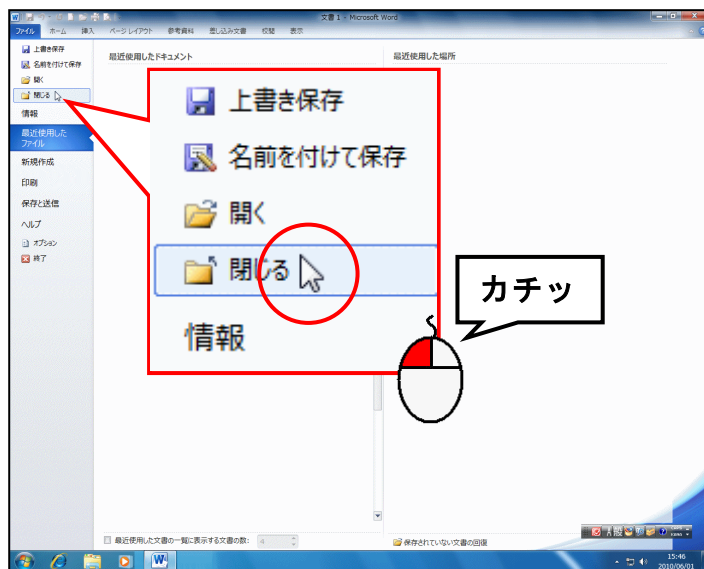 文書 1 - Microsoft Word
ファイル ホーム 挿入 ページ レイアウト 参考資料 差し込み文書 校閲 表示
上書き保存
名前を付けて保存
開く
閉じる
情報
最近使用した
ファイル
新規作成
印刷
保存と送信
ヘルプ
オプション
終了
最近使用したドキュメント
最近使用した場所
上書き保存
名前を付けて保存
開く
閉じる
情報
カチッ
最近使用した文書の一覧に表示する文書の数: 4
保存されていない文書の回復
A 般
15:46
2010/06/01